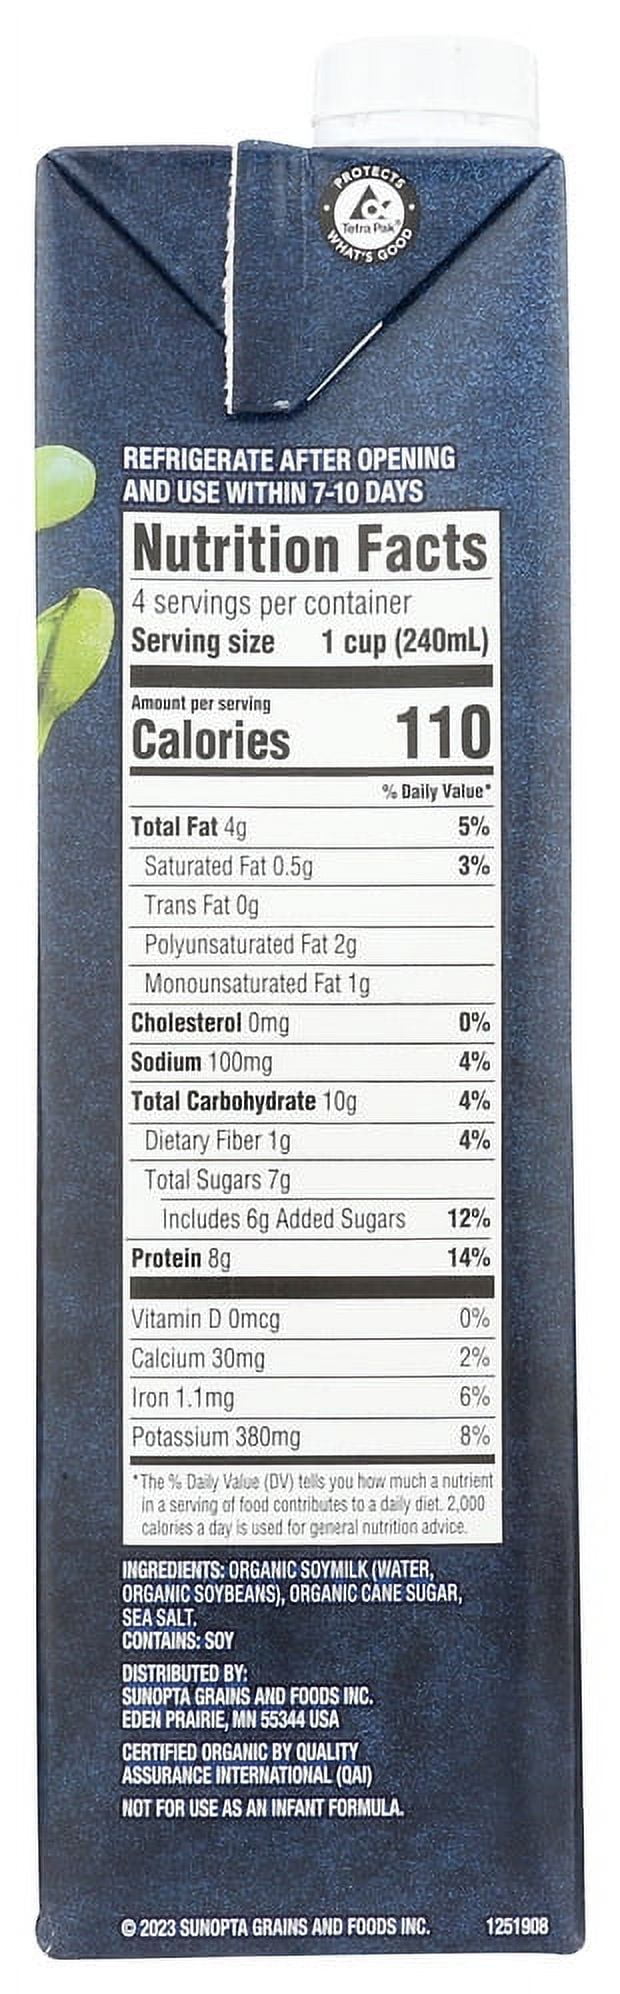 PROTECTS
Tetra Pak®
WHAT'S GOOD
REFRIGERATE AFTER OPENING
AND USE WITHIN 7-10 DAYS
Nutrition Facts
4 servings per container
Serving size 1 cup (240mL)
Amount per serving
Calories 110
% Daily Value*
Total Fat 4g 5%
Saturated Fat 0.5g 3%
Trans Fat 0g
Polyunsaturated Fat 2g
Monounsaturated Fat 1g
Cholesterol 0mg 0%
Sodium 100mg 4%
Total Carbohydrate 10g 4%
Dietary Fiber 1g 4%
Total Sugars 7g
Includes 6g Added Sugars 12%
Protein 8g 14%
Vitamin D 0mcg 0%
Calcium 30mg 2%
Iron 1.1mg 6%
Potassium 380mg 8%
*The % Daily Value (DV) tells you how much a nutrient
in a serving of food contributes to a daily diet. 2,000
calories a day is used for general nutrition advice.
INGREDIENTS: ORGANIC SOYMILK (WATER,
ORGANIC SOYBEANS), ORGANIC CANE SUGAR,
SEA SALT.
CONTAINS: SOY
DISTRIBUTED BY:
SUNOPTA GRAINS AND FOODS INC.
EDEN PRAIRIE, MN 55344 USA
CERTIFIED ORGANIC BY QUALITY
ASSURANCE INTERNATIONAL (QAI)
NOT FOR USE AS AN INFANT FORMULA.
© 2023 SUNOPTA GRAINS AND FOODS INC. 1251908